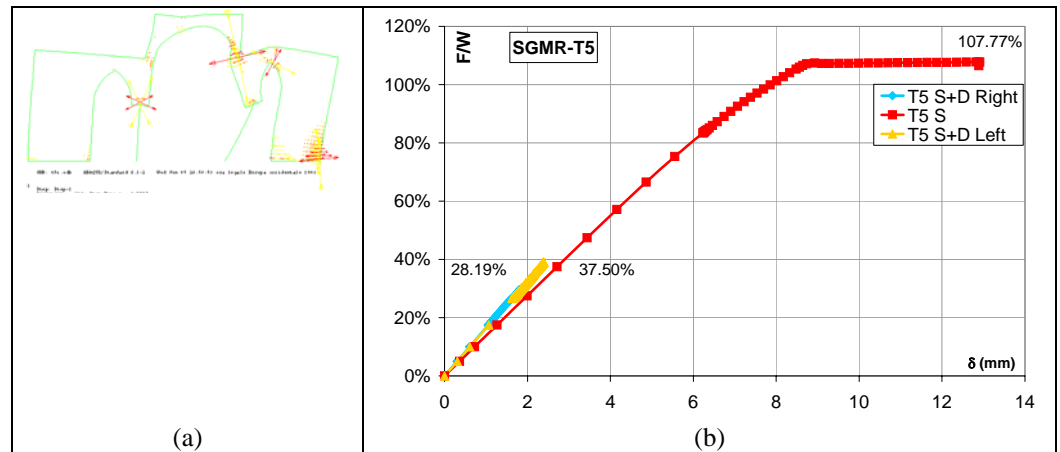 120%
100%
80%
60%
40%
20%
0%
F/W
SGMR-T5
107.77%
T5 S+D Right
T5 S
T5 S+D Left
28.19%
37.50%
δ (mm)
0 2 4 6 8 10 12 14
(a)
(b)